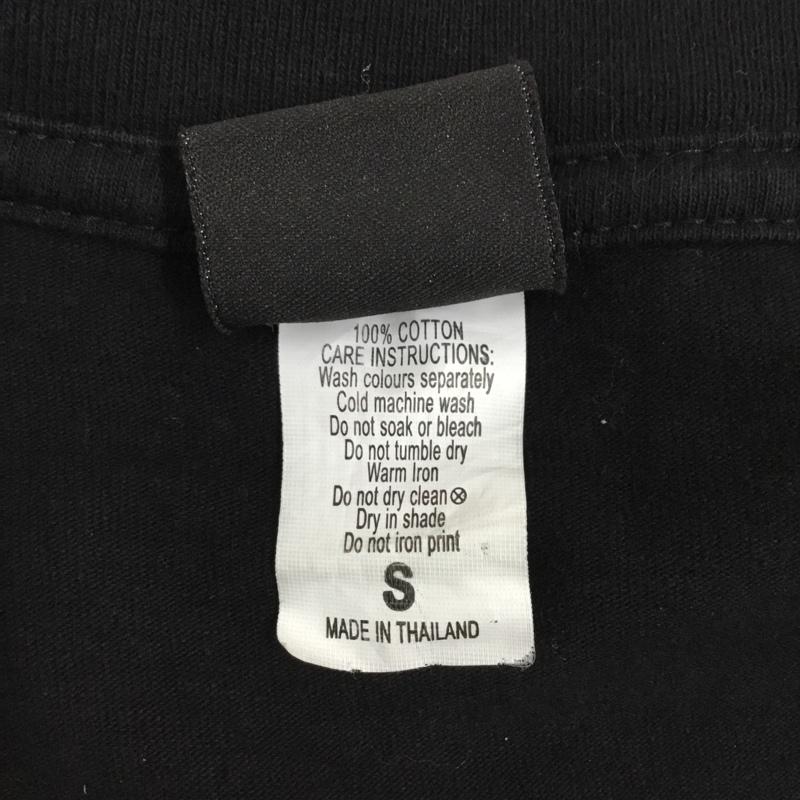 100% COTTON
CARE INSTRUCTIONS:
Wash colours separately
Cold machine wash
Do not soak or bleach
Do not tumble dry
Warm Iron
Do not dry clean ⓧ
Dry in shade
Do not iron print
S
MADE IN THAILAND